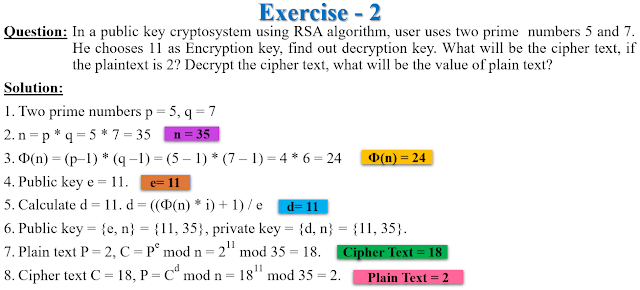 Exercise - 2
Question: In a public key cryptosystem using RSA algorithm, user uses two prime numbers 5 and 7.
He chooses 11 as Encryption key, find out decryption key. What will be the cipher text, if
the plaintext is 2? Decrypt the cipher text, what will be the value of plain text?
Solution:
1. Two prime numbers p = 5, q = 7
2. n = p * q = 5 * 7 = 35 n = 35
3. Φ(n) = (p–1) * (q –1) = (5 – 1) * (7 – 1) = 4 * 6 = 24 Φ(n) = 24
4. Public key e = 11. e= 11
5. Calculate d = 11. d = ((Φ(n) * i) + 1) / e d= 11
6. Public key = {e, n} = {11, 35}, private key = {d, n} = {11, 35}.
7. Plain text P = 2, C = P^e mod n = 2^11 mod 35 = 18. Cipher Text = 18
8. Cipher text C = 18, P = C^d mod n = 18^11 mod 35 = 2. Plain Text = 2